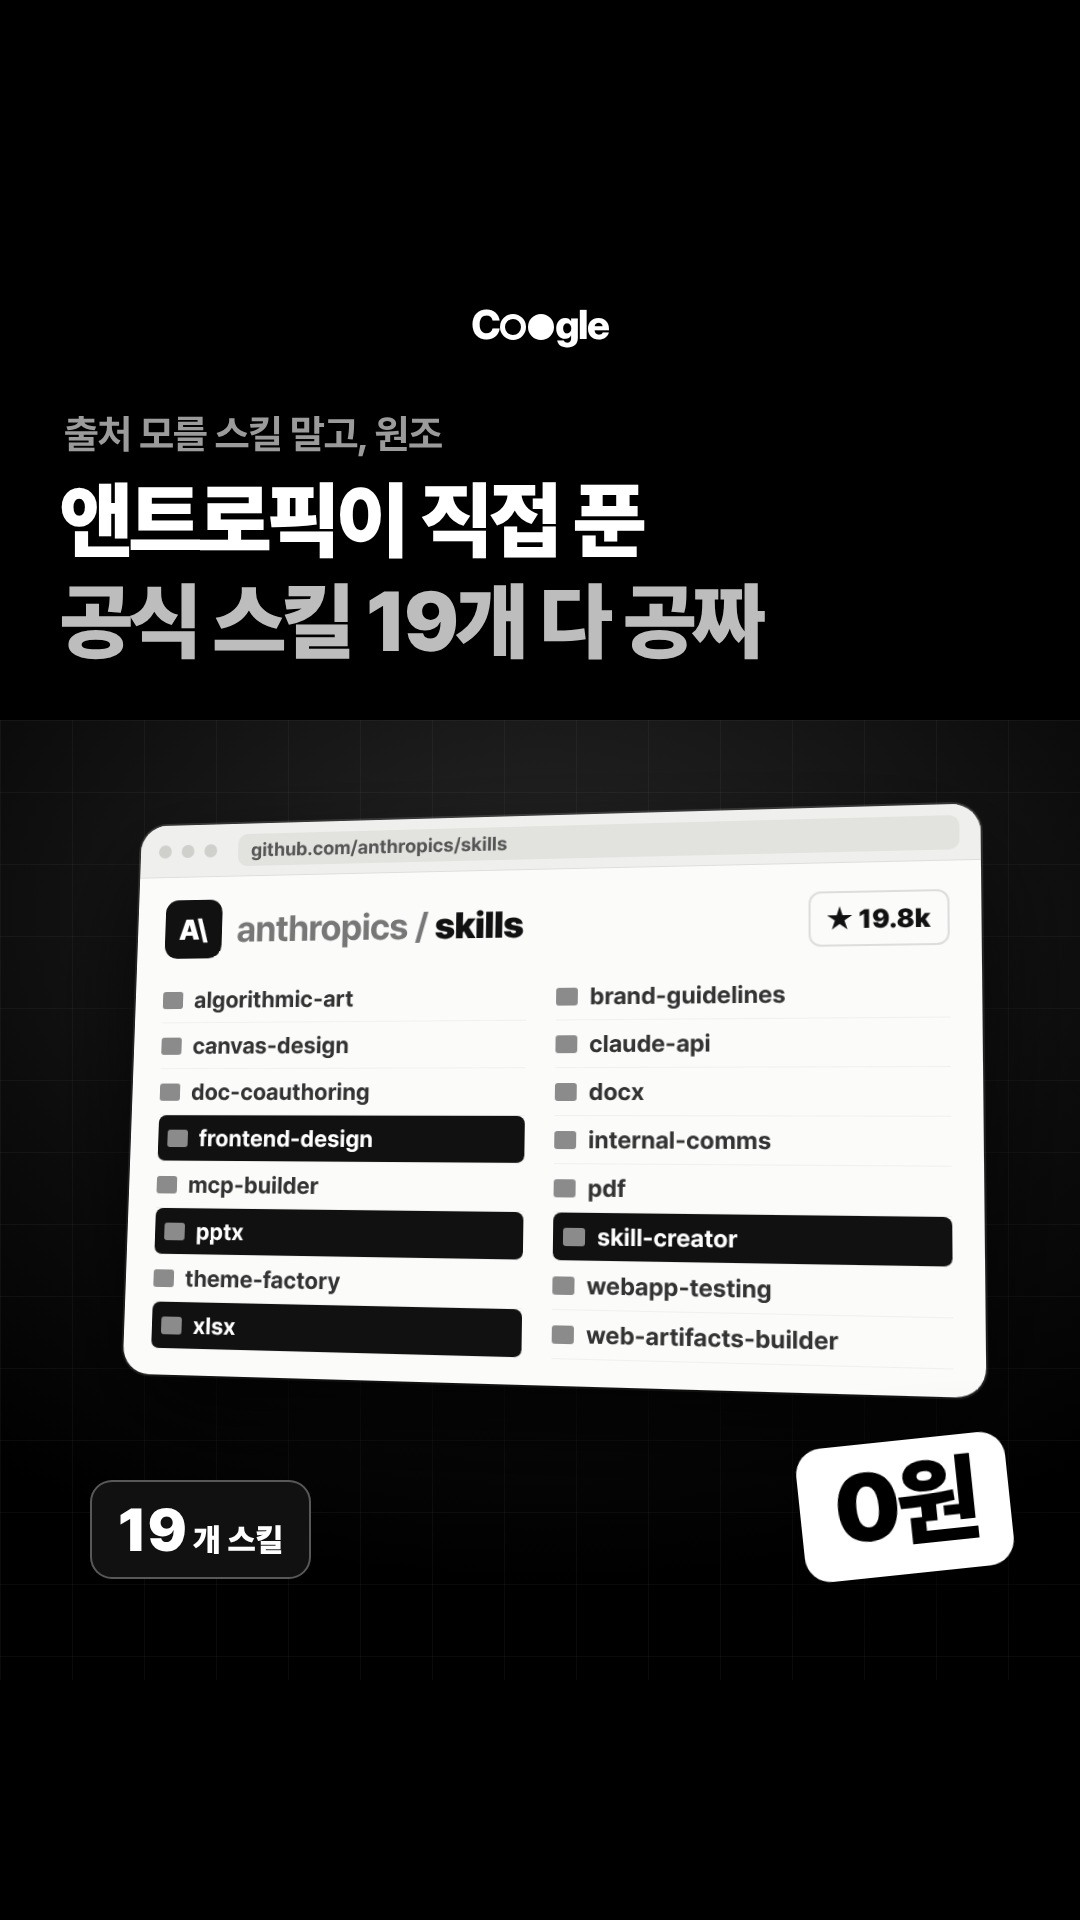 Coogle
출처 모를 스킬 말고, 원조
앤트로픽이 직접 푼
공식 스킬 19개 다 공짜
github.com/anthropics/skills
A\ anthropics / skills
★ 19.8k
algorithmic-art
canvas-design
doc-coauthoring
frontend-design
mcp-builder
pptx
theme-factory
xlsx
brand-guidelines
claude-api
docx
internal-comms
pdf
skill-creator
webapp-testing
web-artifacts-builder
19개 스킬
0원